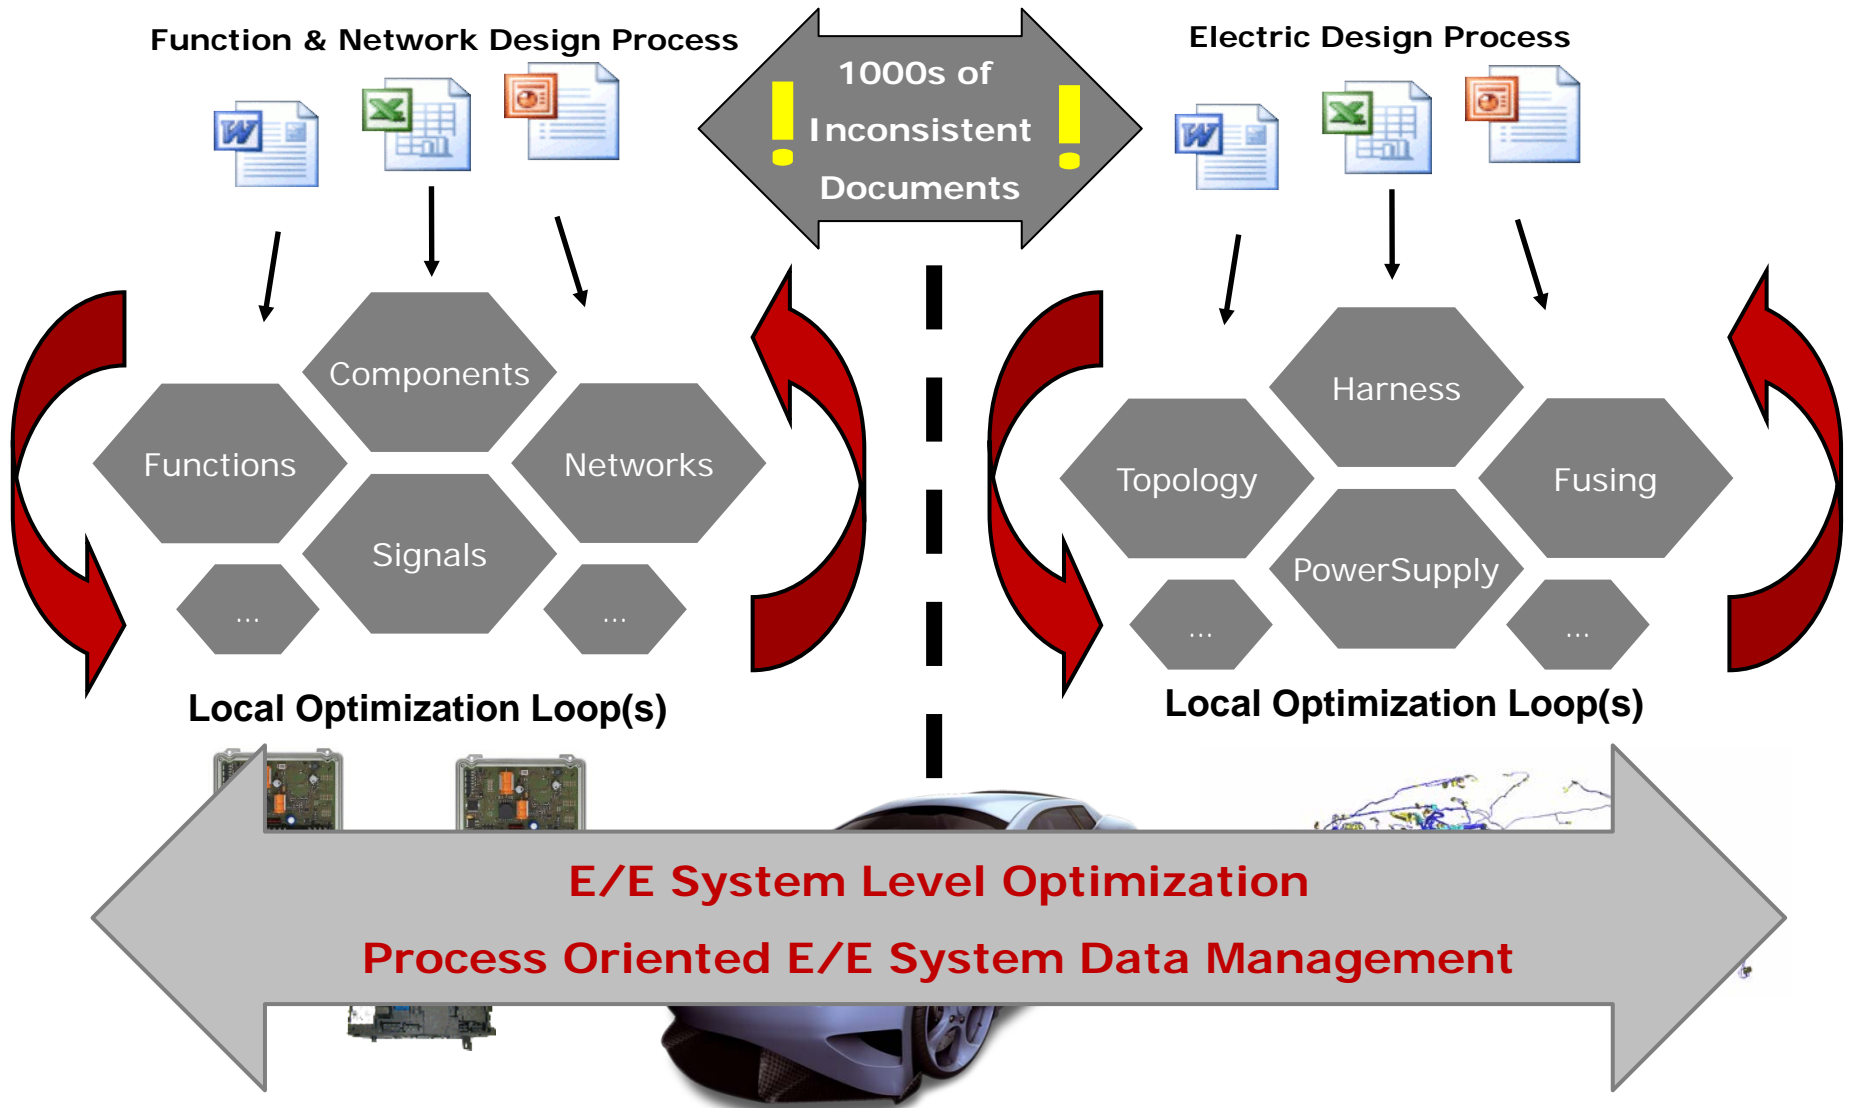 Function & Network Design Process
1000s of
Inconsistent
Documents
!
!
Electric Design Process
W
X
W
X
Components
Functions
Networks
Signals
...
...
Local Optimization Loop(s)
Harness
Topology
Fusing
PowerSupply
...
...
Local Optimization Loop(s)
E/E System Level Optimization
Process Oriented E/E System Data Management